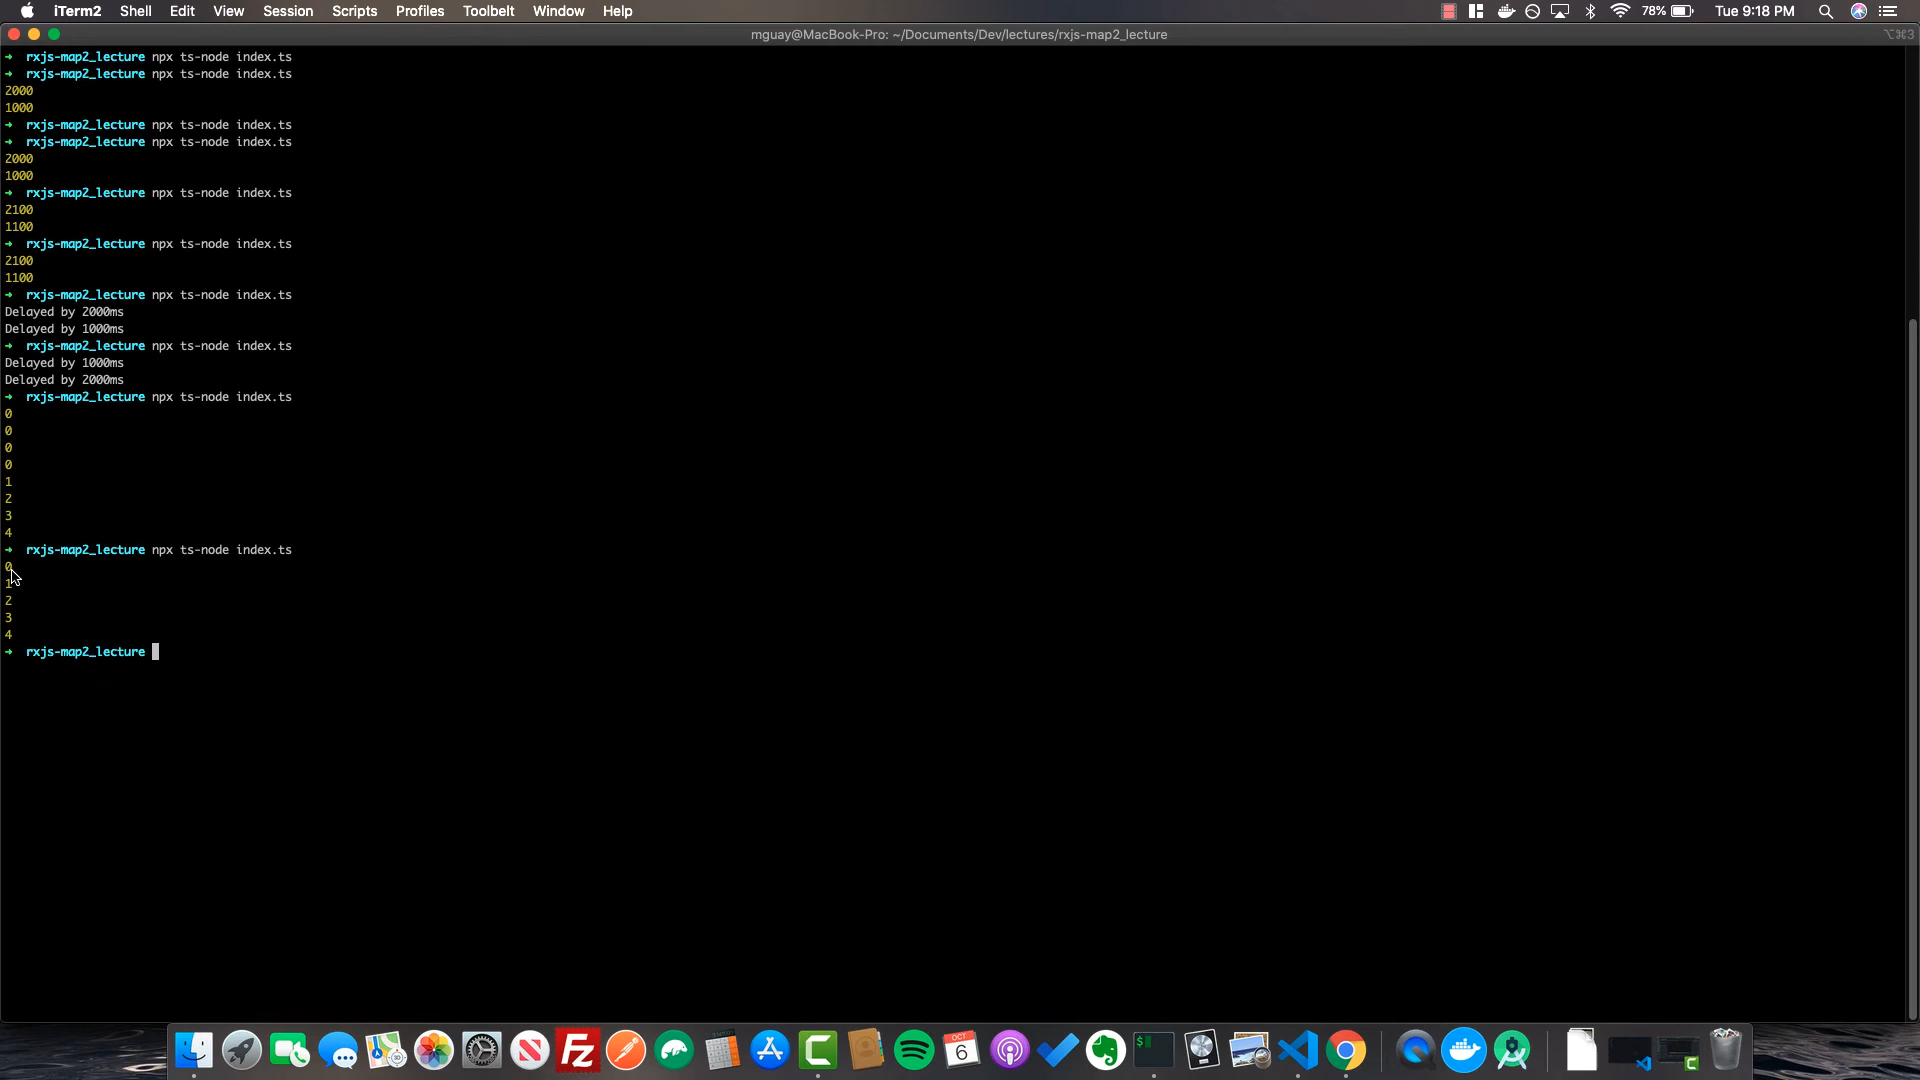 iTerm2 Shell Edit View Session Scripts Profiles Toolbelt Window Help 78% Tue 9:18 PM
mguay@MacBook-Pro: ~/Documents/Dev/lectures/rxjs-map2_lecture ⌥⌘3
➜ rxjs-map2_lecture npx ts-node index.ts
➜ rxjs-map2_lecture npx ts-node index.ts
2000
1000
➜ rxjs-map2_lecture npx ts-node index.ts
➜ rxjs-map2_lecture npx ts-node index.ts
2000
1000
➜ rxjs-map2_lecture npx ts-node index.ts
2100
1100
➜ rxjs-map2_lecture npx ts-node index.ts
2100
1100
➜ rxjs-map2_lecture npx ts-node index.ts
Delayed by 2000ms
Delayed by 1000ms
➜ rxjs-map2_lecture npx ts-node index.ts
Delayed by 1000ms
Delayed by 2000ms
➜ rxjs-map2_lecture npx ts-node index.ts
0
0
0
0
1
2
3
4
➜ rxjs-map2_lecture npx ts-node index.ts
0
1
2
3
4
➜ rxjs-map2_lecture
OCT
6
FZ
$